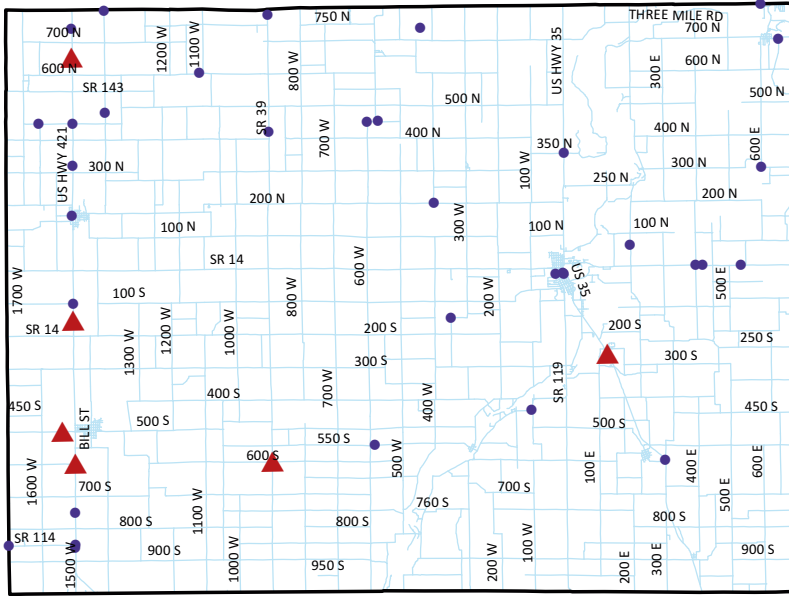 750 N
THREE MILE RD
700 N
700 N
1200 W
1100 W
US HWY 35
600 N
600 N
800 W
300 E
SR 143
500 N
500 N
SR 39
400 N
400 N
700 W
US HWY 421
350 N
600 E
300 N
300 N
100 W
250 N
200 N
200 N
300 W
100 N
100 N
100 N
SR 14
600 W
1700 W
US 35
500 E
100 S
800 W
200 W
SR 14
1200 W
1000 W
200 S
200 S
250 S
1300 W
300 S
300 S
SR 119
700 W
400 S
400 W
450 S
450 S
500 S
500 S
BILL ST
550 S
500 W
600 S
100 E
400 E
600 E
1600 W
700 S
700 S
500 E
760 S
1100 W
800 S
800 S
800 S
SR 114
100 W
900 S
900 S
1500 W
1000 W
950 S
200 W
200 E
300 E